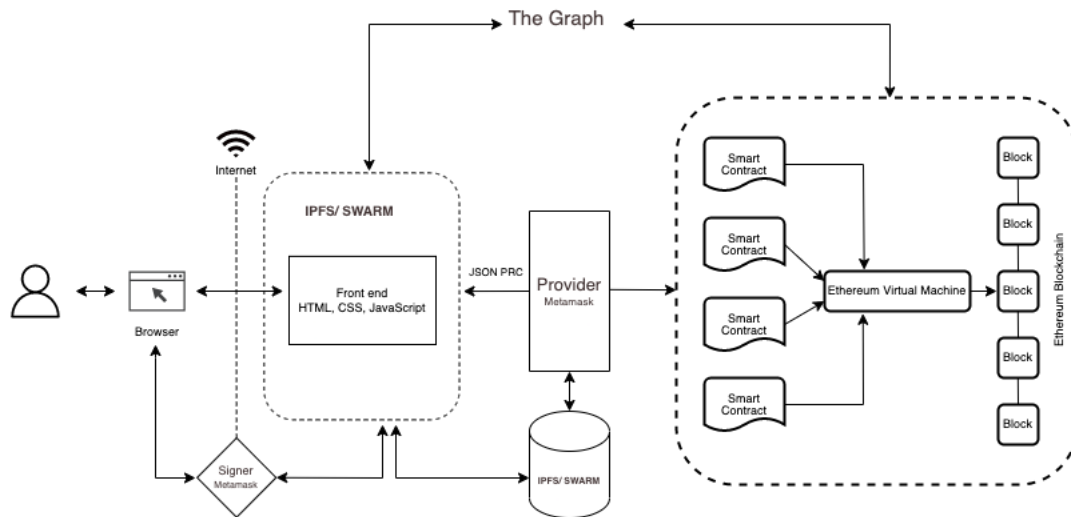 The Graph
Internet
IPFS/ SWARM
Front end
HTML, CSS, JavaScript
Browser
Signer
Metamask
JSON PRC
Provider
Metamask
IPFS/ SWARM
Smart
Contract
Smart
Contract
Smart
Contract
Smart
Contract
Ethereum Virtual Machine
Block
Block
Block
Block
Block
Ethereum Blockchain